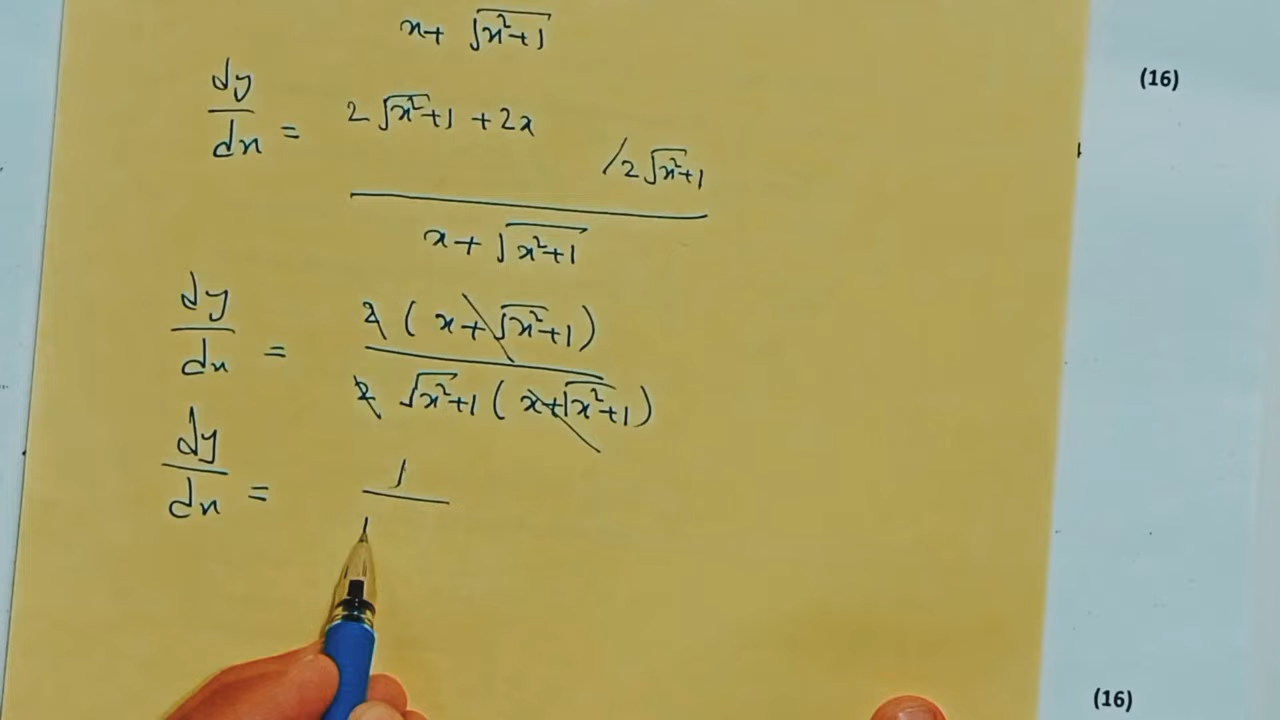 x + √x²+1
(16)
dy/dx = 2√x²+1 + 2x /2√x²+1
x + √x²+1
dy/dx = 2 ( x + √x²+1 )
2 √x²+1 ( x + √x²+1 )
dy/dx = 1
(16)